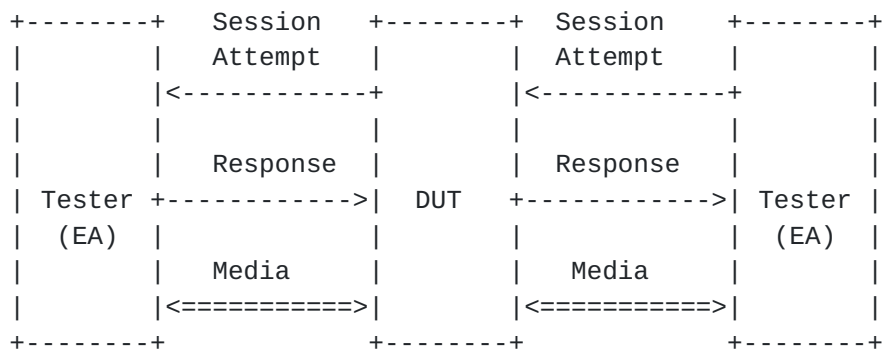 Session Session
Attempt Attempt
Response Response
Tester DUT Tester
(EA) (EA)
Media Media